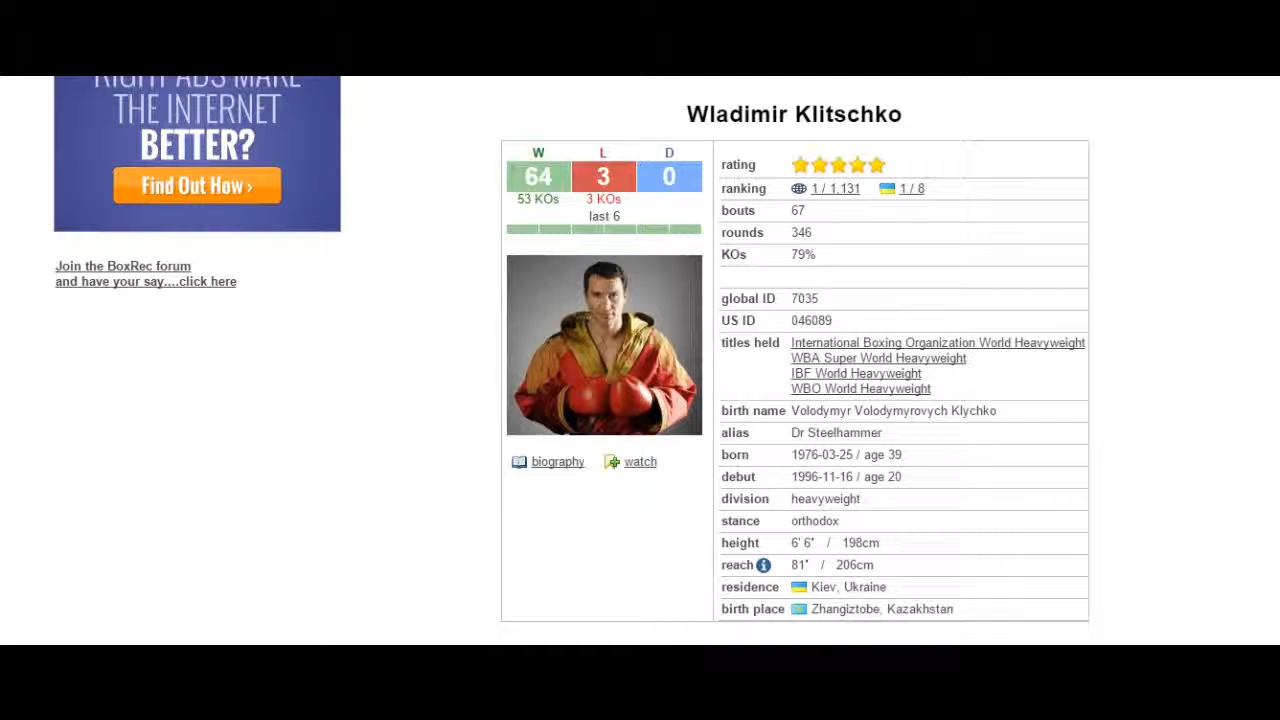 RIGHT ADS MAKE
THE INTERNET
BETTER?
Find Out How ›
Join the BoxRec forum
and have your say....click here
Wladimir Klitschko
W L D
64 3 0
53 KOs 3 KOs
last 6
biography watch
rating
ranking 1 / 1,131 1 / 8
bouts 67
rounds 346
KOs 79%
global ID 7035
US ID 046089
titles held International Boxing Organization World Heavyweight
WBA Super World Heavyweight
IBF World Heavyweight
WBO World Heavyweight
birth name Volodymyr Volodymyrovych Klychko
alias Dr Steelhammer
born 1976-03-25 / age 39
debut 1996-11-16 / age 20
division heavyweight
stance orthodox
height 6′ 6″ / 198cm
reach 81″ / 206cm
residence Kiev, Ukraine
birth place Zhangiztobe, Kazakhstan